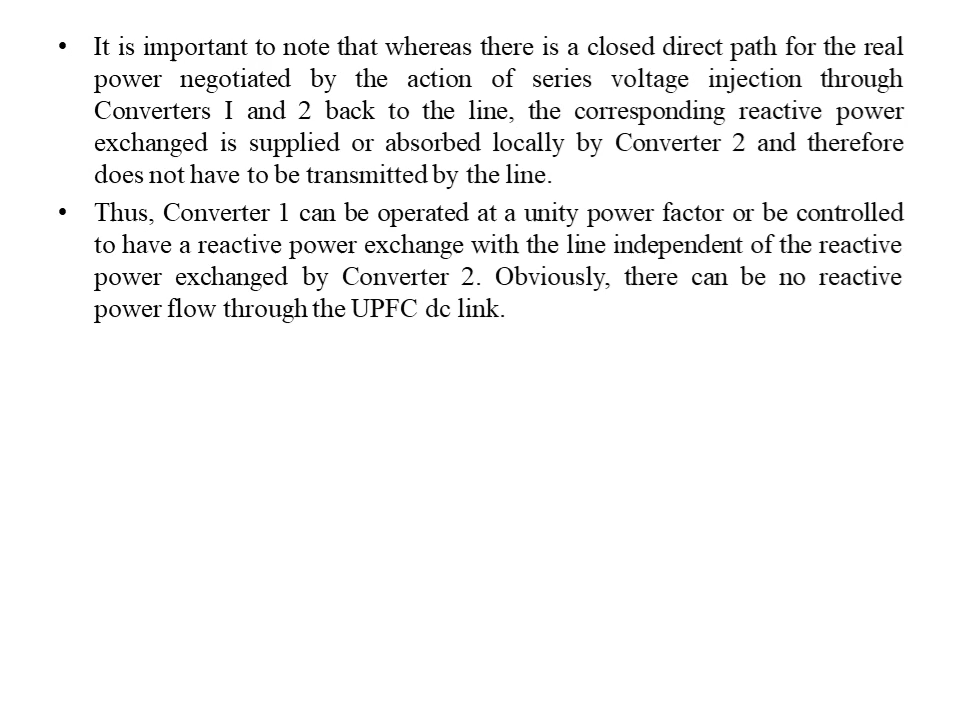 • It is important to note that whereas there is a closed direct path for the real
power negotiated by the action of series voltage injection through
Converters I and 2 back to the line, the corresponding reactive power
exchanged is supplied or absorbed locally by Converter 2 and therefore
does not have to be transmitted by the line.
• Thus, Converter 1 can be operated at a unity power factor or be controlled
to have a reactive power exchange with the line independent of the reactive
power exchanged by Converter 2. Obviously, there can be no reactive
power flow through the UPFC dc link.